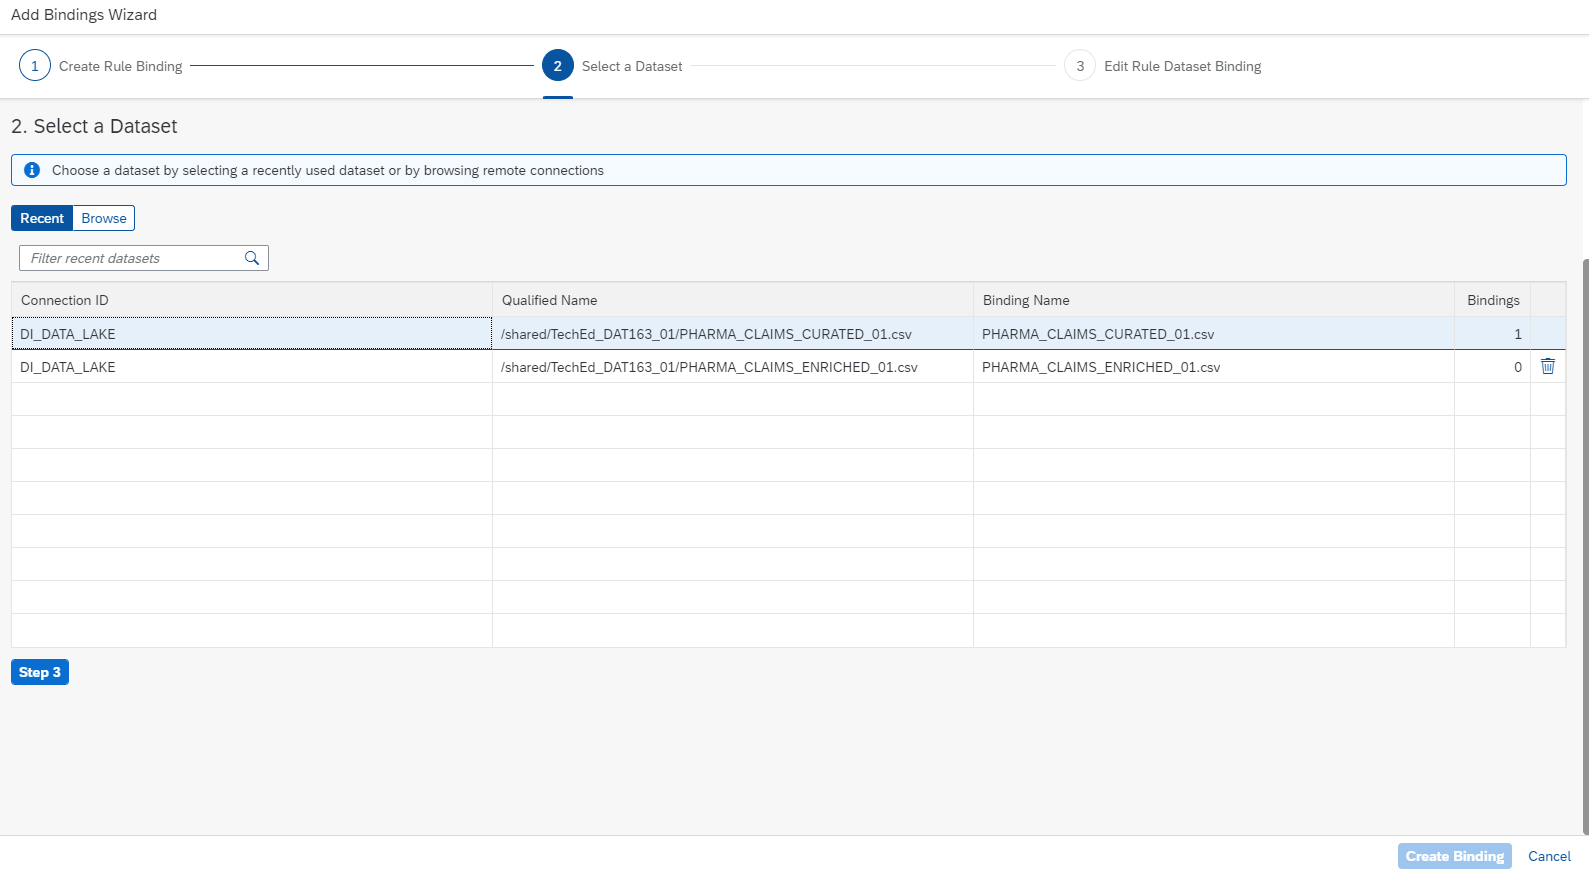 Add Bindings Wizard
1 Create Rule Binding 2 Select a Dataset 3 Edit Rule Dataset Binding
2. Select a Dataset
Choose a dataset by selecting a recently used dataset or by browsing remote connections
Recent Browse
Filter recent datasets
Connection ID Qualified Name Binding Name Bindings
DI_DATA_LAKE /shared/TechEd_DAT163_01/PHARMA_CLAIMS_CURATED_01.csv PHARMA_CLAIMS_CURATED_01.csv 1
DI_DATA_LAKE /shared/TechEd_DAT163_01/PHARMA_CLAIMS_ENRICHED_01.csv PHARMA_CLAIMS_ENRICHED_01.csv 0
Step 3
Create Binding Cancel